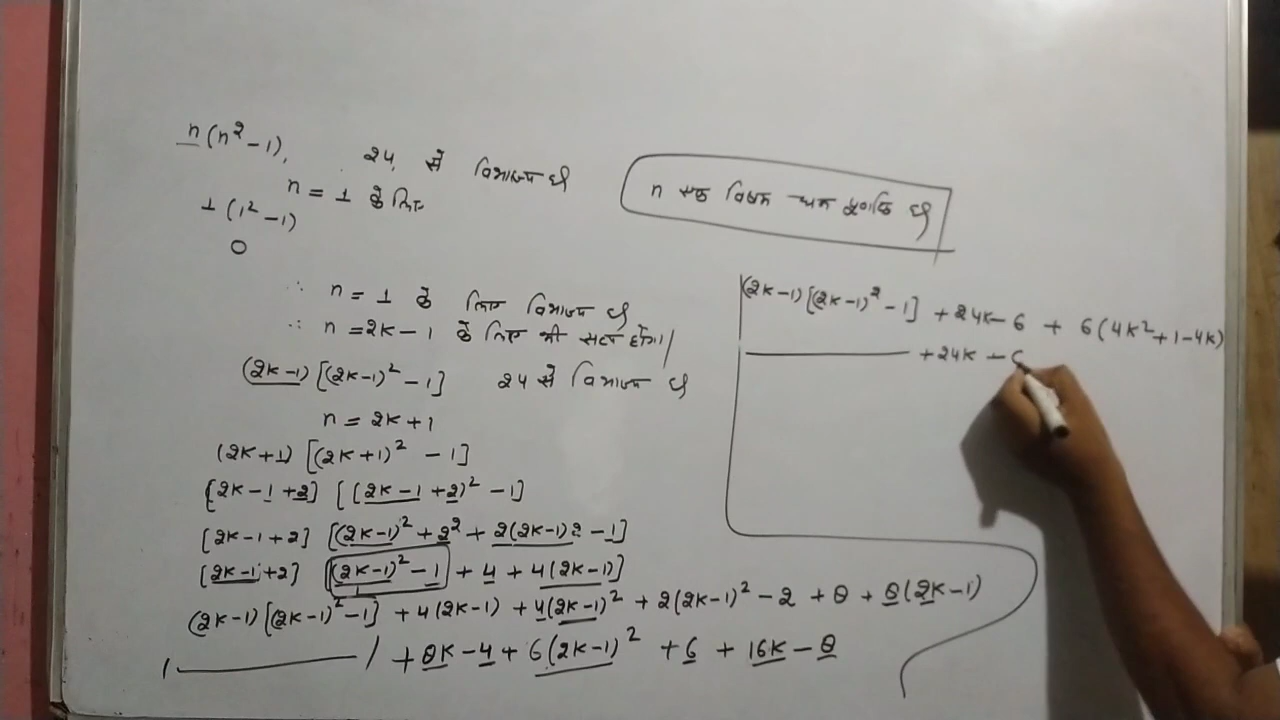 n(n² - 1), 24, से विभाज्य है
n = 1 के लिए
1(1² - 1)
0
∴ n = 1 के लिए विभाज्य है
∴ n = 2k - 1 के लिए भी सत्य होगा।
(2k-1) [(2k-1)² - 1] 24 से विभाज्य है
n = 2k + 1
(2k+1) [(2k+1)² - 1]
[2k - 1 + 2] [(2k - 1 + 2)² - 1]
[2k - 1 + 2] [(2k-1)² + 2² + 2(2k-1)2 - 1]
[2k-1+2] [(2k-1)² - 1 + 4 + 4(2k-1)]
(2k-1)[(2k-1)² - 1] + 4(2k-1) + 4(2k-1)² + 2(2k-1)² - 2 + 8 + 8(2k-1)
+ 8k - 4 + 6(2k-1)² + 6 + 16k - 8
n एक विषम धन पूर्णांक है
(2k-1)[(2k-1)² - 1] + 24k - 6 + 6(4k² + 1 - 4k)
+ 24k - 6